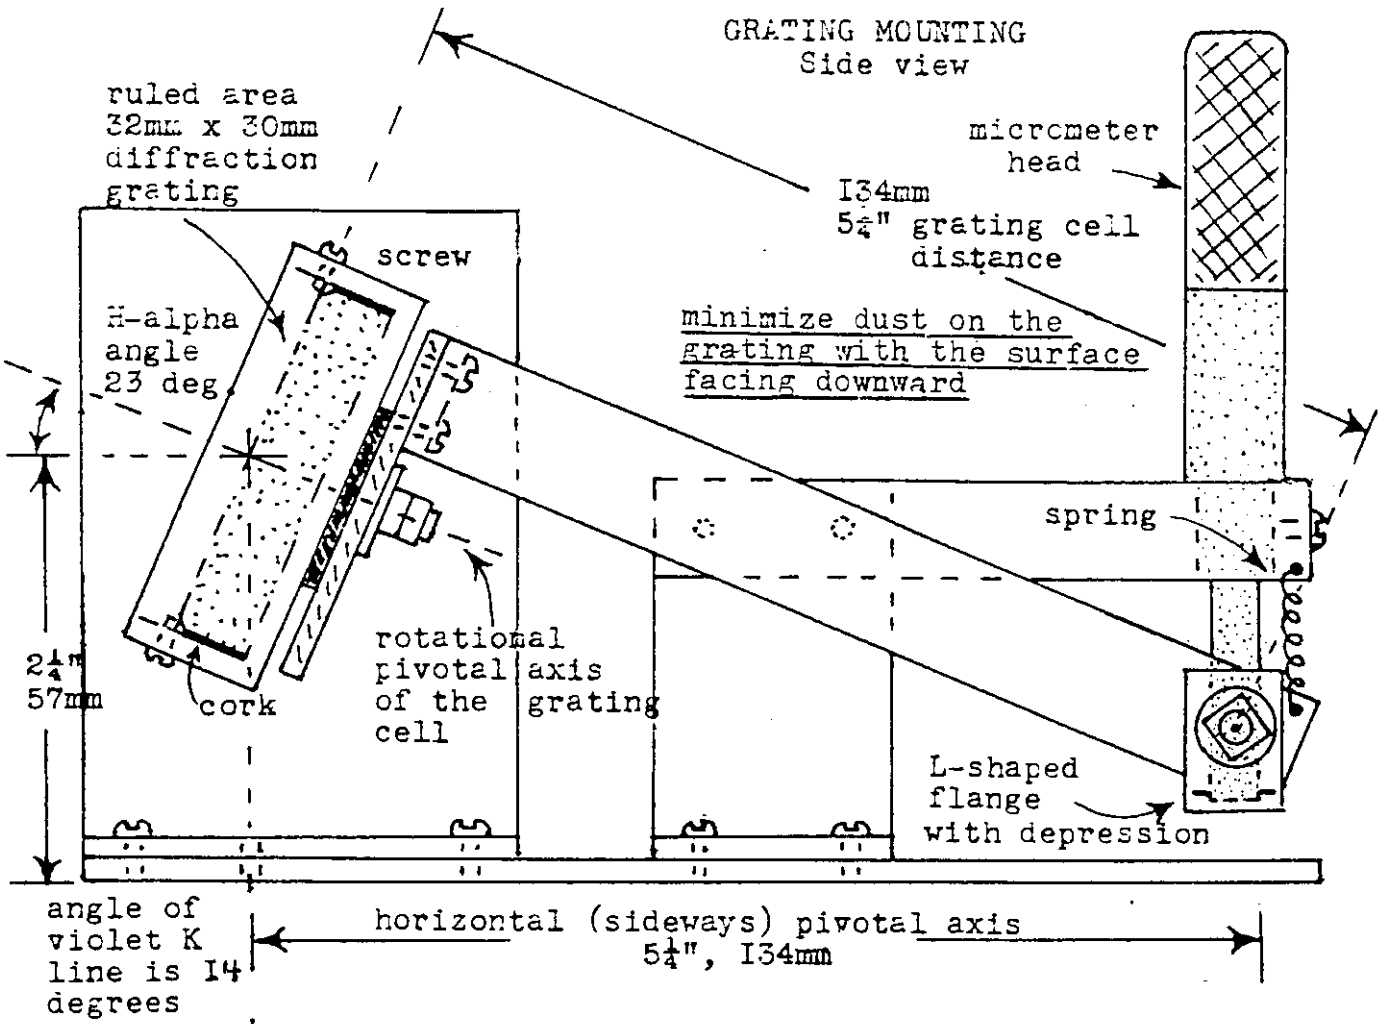 GRATING MOUNTING
Side view
ruled area
32mm x 30mm
diffraction
grating
micrometer
head
I34mm
5¼" grating cell
distance
screw
H-alpha
angle
23 deg
minimize dust on the
grating with the surface
facing downward
spring
rotational
pivotal axis
of the grating
cell
2¼"
57mm
cork
L-shaped
flange
with depression
angle of
violet K
line is I4
degrees
horizontal (sideways) pivotal axis
5¼", I34mm